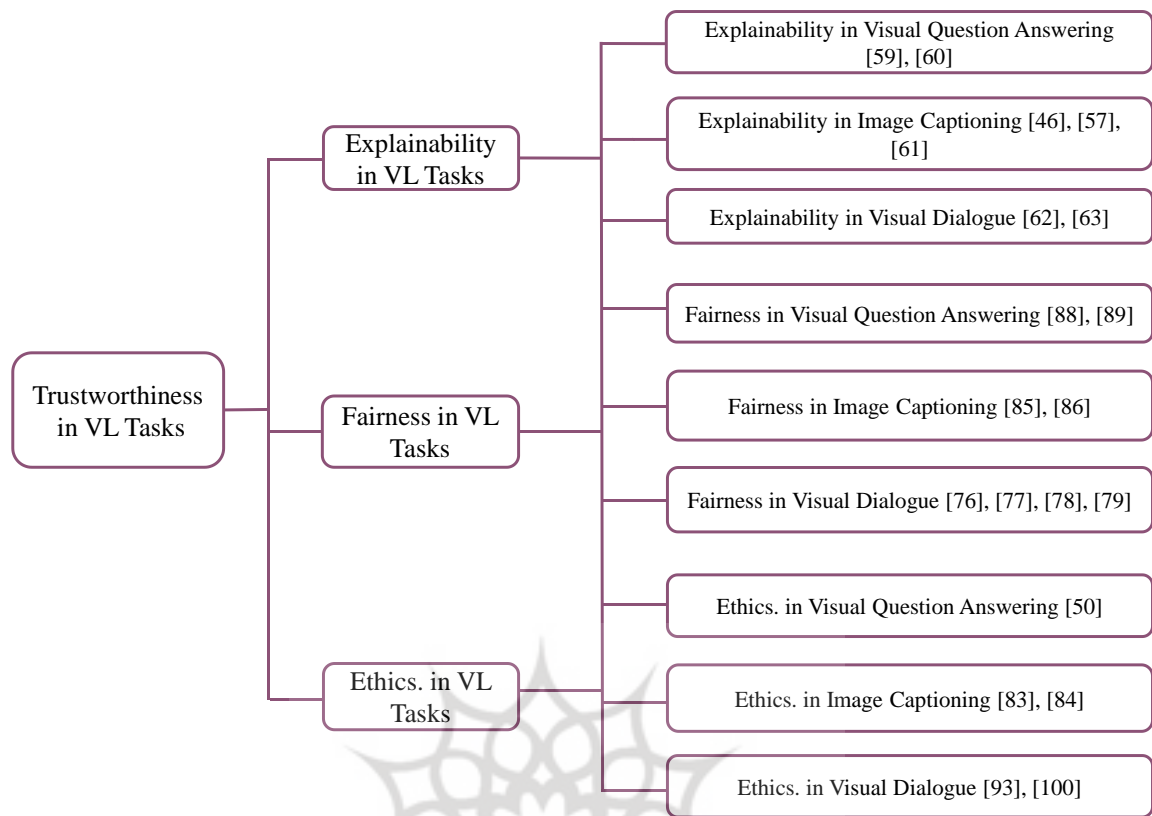 Explainability in Visual Question Answering
[59], [60]
Explainability in Image Captioning [46], [57],
[61]
Explainability
in VL Tasks
Explainability in Visual Dialogue [62], [63]
Fairness in Visual Question Answering [88], [89]
Trustworthiness
in VL Tasks
Fairness in VL
Tasks
Fairness in Image Captioning [85], [86]
Fairness in Visual Dialogue [76], [77], [78], [79]
Ethics. in Visual Question Answering [50]
Ethics. in VL
Tasks
Ethics. in Image Captioning [83], [84]
Ethics. in Visual Dialogue [93], [100]